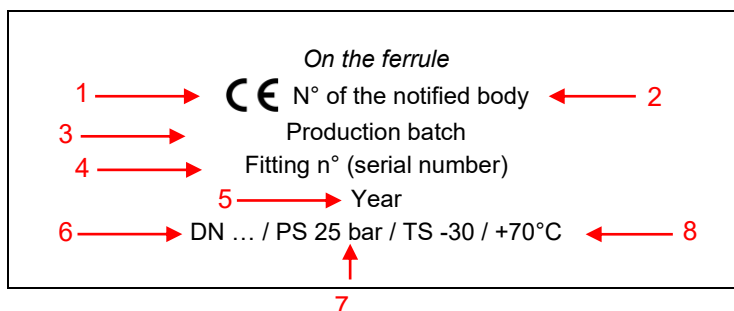 On the ferrule
1 CE N° of the notified body 2
3 Production batch
4 Fitting n° (serial number)
5 Year
6 DN … / PS 25 bar / TS -30 / +70°C 8
7